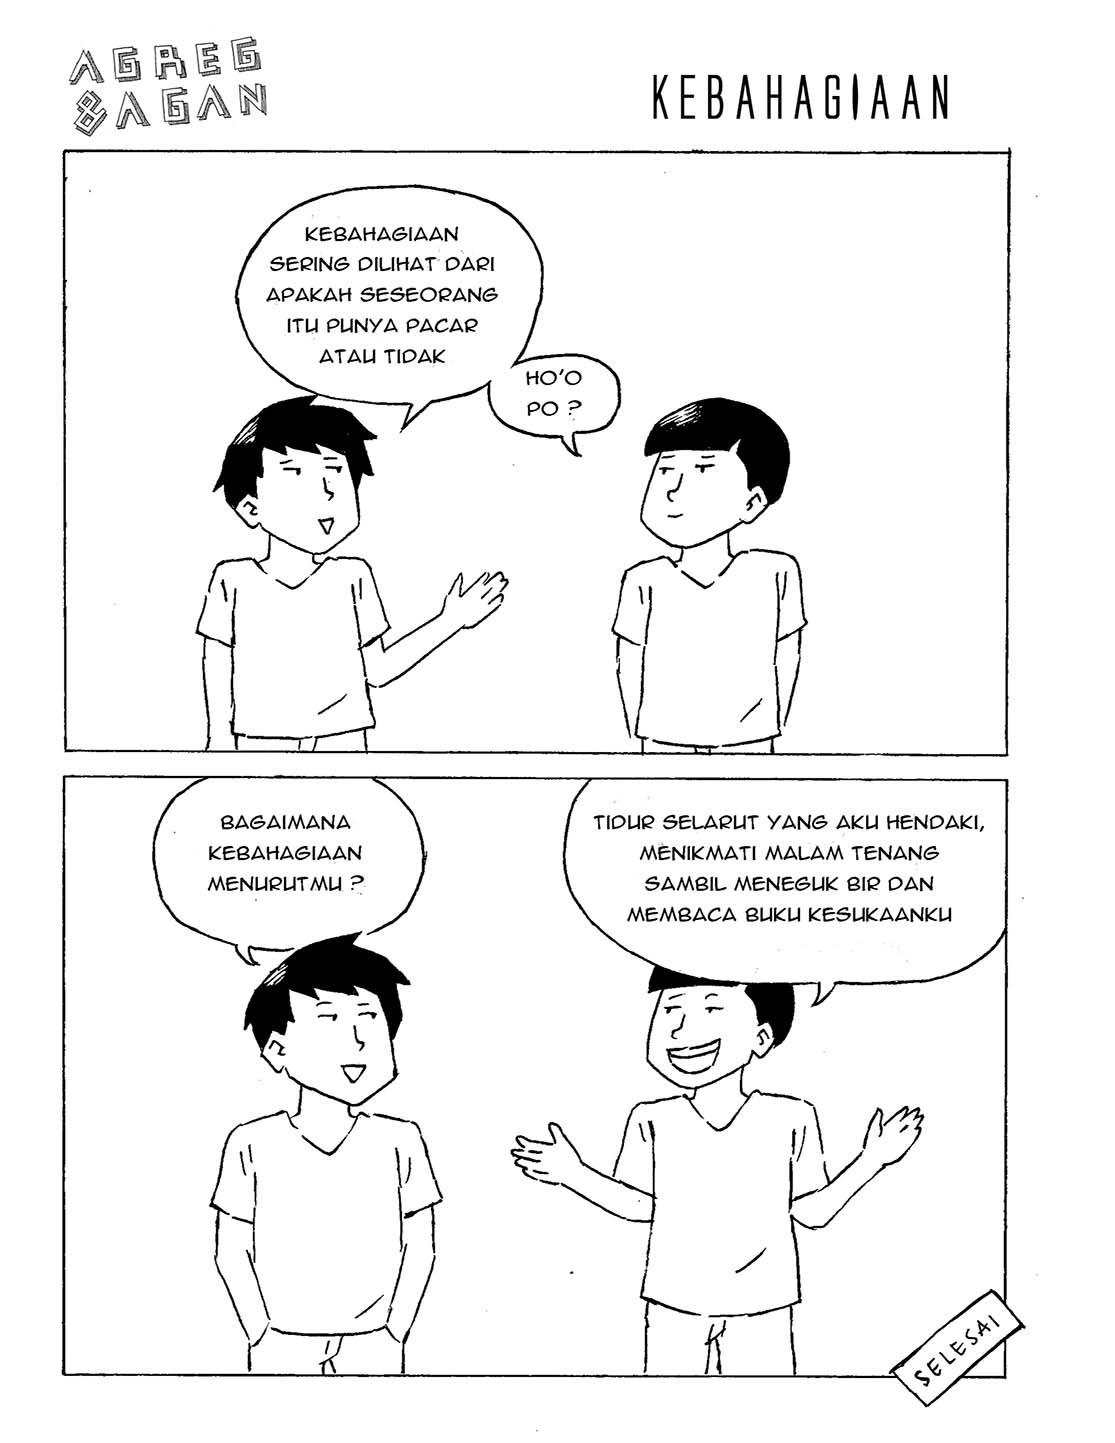 AGREG
BAGAN
KEBAHAGIAAN
KEBAHAGIAAN
SERING DILIHAT DARI
APAKAH SESEORANG
ITU PUNYA PACAR
ATAU TIDAK
HO'O
PO ?
BAGAIMANA
KEBAHAGIAAN
MENURUTMU ?
TIDUR SELARUT YANG AKU HENDAKI,
MENIKMATI MALAM TENANG
SAMBIL MENEGUK BIR DAN
MEMBACA BUKU KESUKAANKU
SELESAI